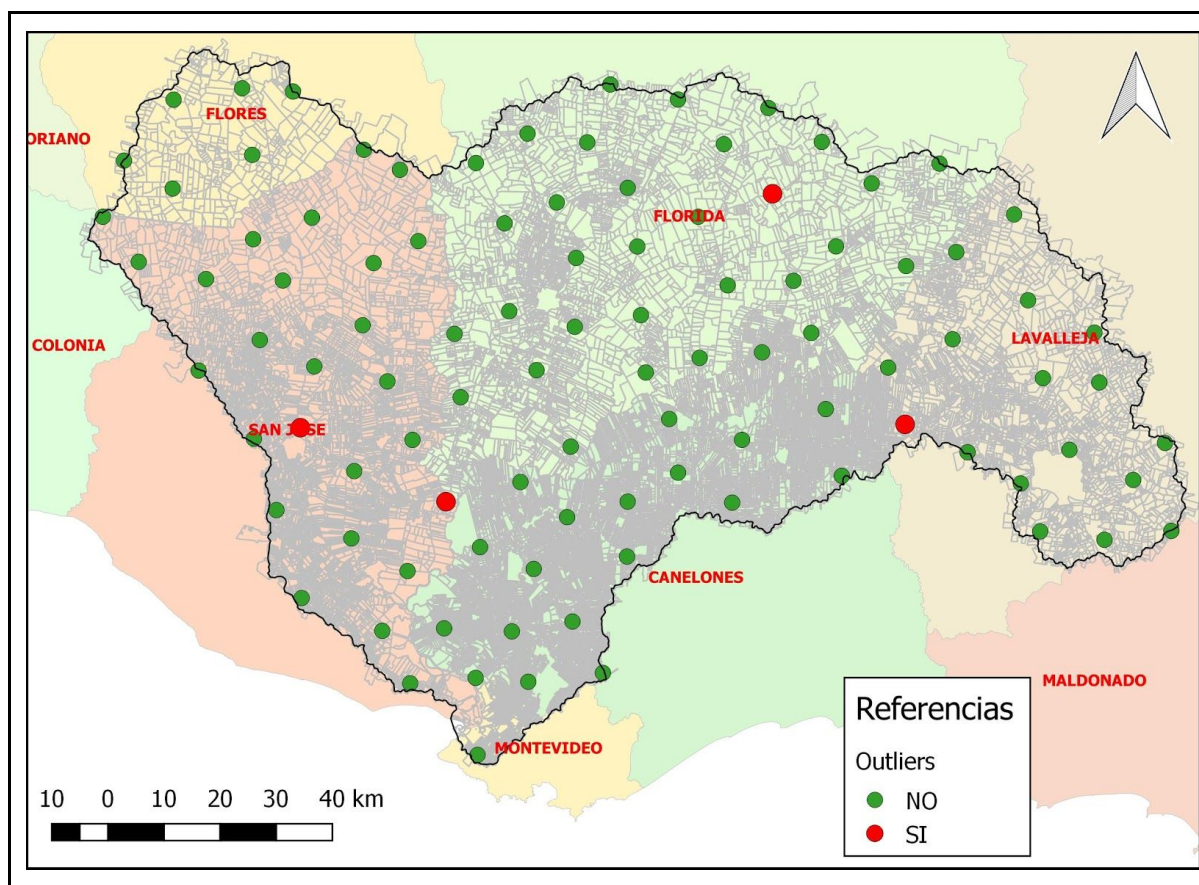 FLORES
ORIANO
FLORIDA
COLONIA
LAVALLEJA
SAN JOSE
CANELONES
MALDONADO
MONTEVIDEO
Referencias
Outliers
NO
SI
10 0 10 20 30 40 km